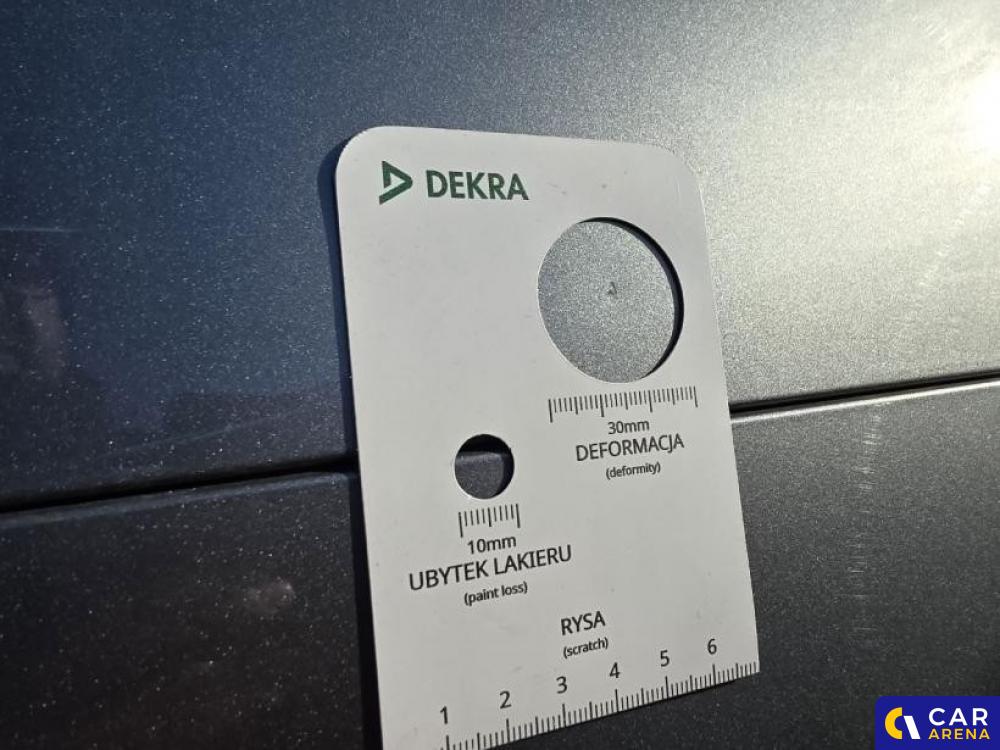 DEKRA
30mm
DEFORMACJA
(deformity)
10mm
UBYTEK LAKIERU
(paint loss)
RYSA
(scratch)
1 2 3 4 5 6
CAR
ARENA